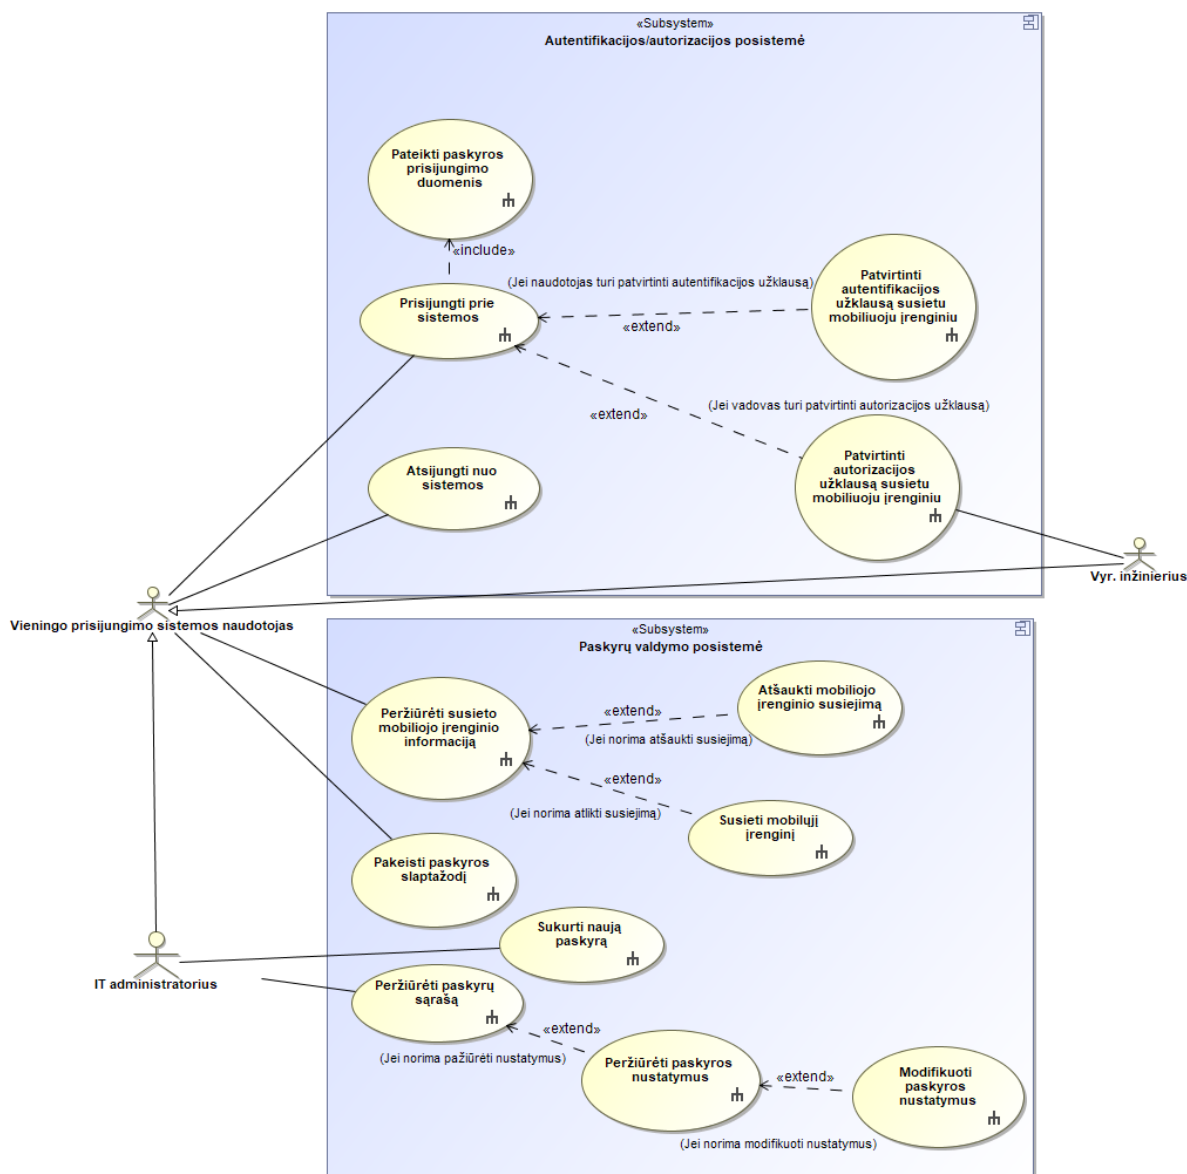 «Subsystem»
Autentifikacijos/autorizacijos posistemė
Pateikti paskyros
prisijungimo
duomenis
«include»
(Jei naudotojas turi patvirtinti autentifikacijos užklausą)
Prisijungti prie
sistemos
«extend»
Patvirtinti
autentifikacijos
užklausą susietu
mobiliuoju įrenginiu
(Jei vadovas turi patvirtinti autorizacijos užklausą)
«extend»
Atsijungti nuo
sistemos
Patvirtinti
autorizacijos
užklausą susietu
mobiliuoju įrenginiu
Vyr. inžinierius
Vieningo prisijungimo sistemos naudotojas
«Subsystem»
Paskyrų valdymo posistemė
Peržiūrėti susieto
mobiliojo įrenginio
informaciją
«extend»
(Jei norima atšaukti susiejimą)
Atšaukti mobiliojo
įrenginio susiejimą
«extend»
(Jei norima atlikti susiejimą)
Susieti mobilųjį
įrenginį
Pakeisti paskyros
slaptažodį
Sukurti naują
paskyrą
IT administratorius
Peržiūrėti paskyrų
sąrašą
«extend»
(Jei norima pažiūrėti nustatymus)
Peržiūrėti paskyros
nustatymus
«extend»
(Jei norima modifikuoti nustatymus)
Modifikuoti
paskyros
nustatymus